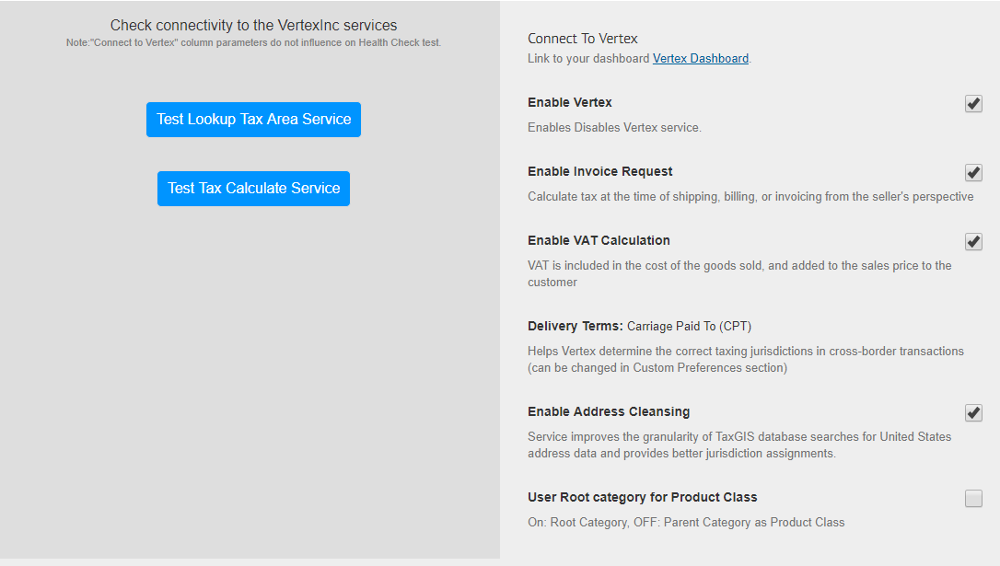 Check connectivity to the VertexInc services
Note:"Connect to Vertex" column parameters do not influence on Health Check test.
Test Lookup Tax Area Service
Test Tax Calculate Service
Connect To Vertex
Link to your dashboard Vertex Dashboard.
Enable Vertex
Enables Disables Vertex service.
Enable Invoice Request
Calculate tax at the time of shipping, billing, or invoicing from the seller's perspective
Enable VAT Calculation
VAT is included in the cost of the goods sold, and added to the sales price to the
customer
Delivery Terms: Carriage Paid To (CPT)
Helps Vertex determine the correct taxing jurisdictions in cross-border transactions
(can be changed in Custom Preferences section)
Enable Address Cleansing
Service improves the granularity of TaxGIS database searches for United States
address data and provides better jurisdiction assignments.
User Root category for Product Class
On: Root Category, OFF: Parent Category as Product Class